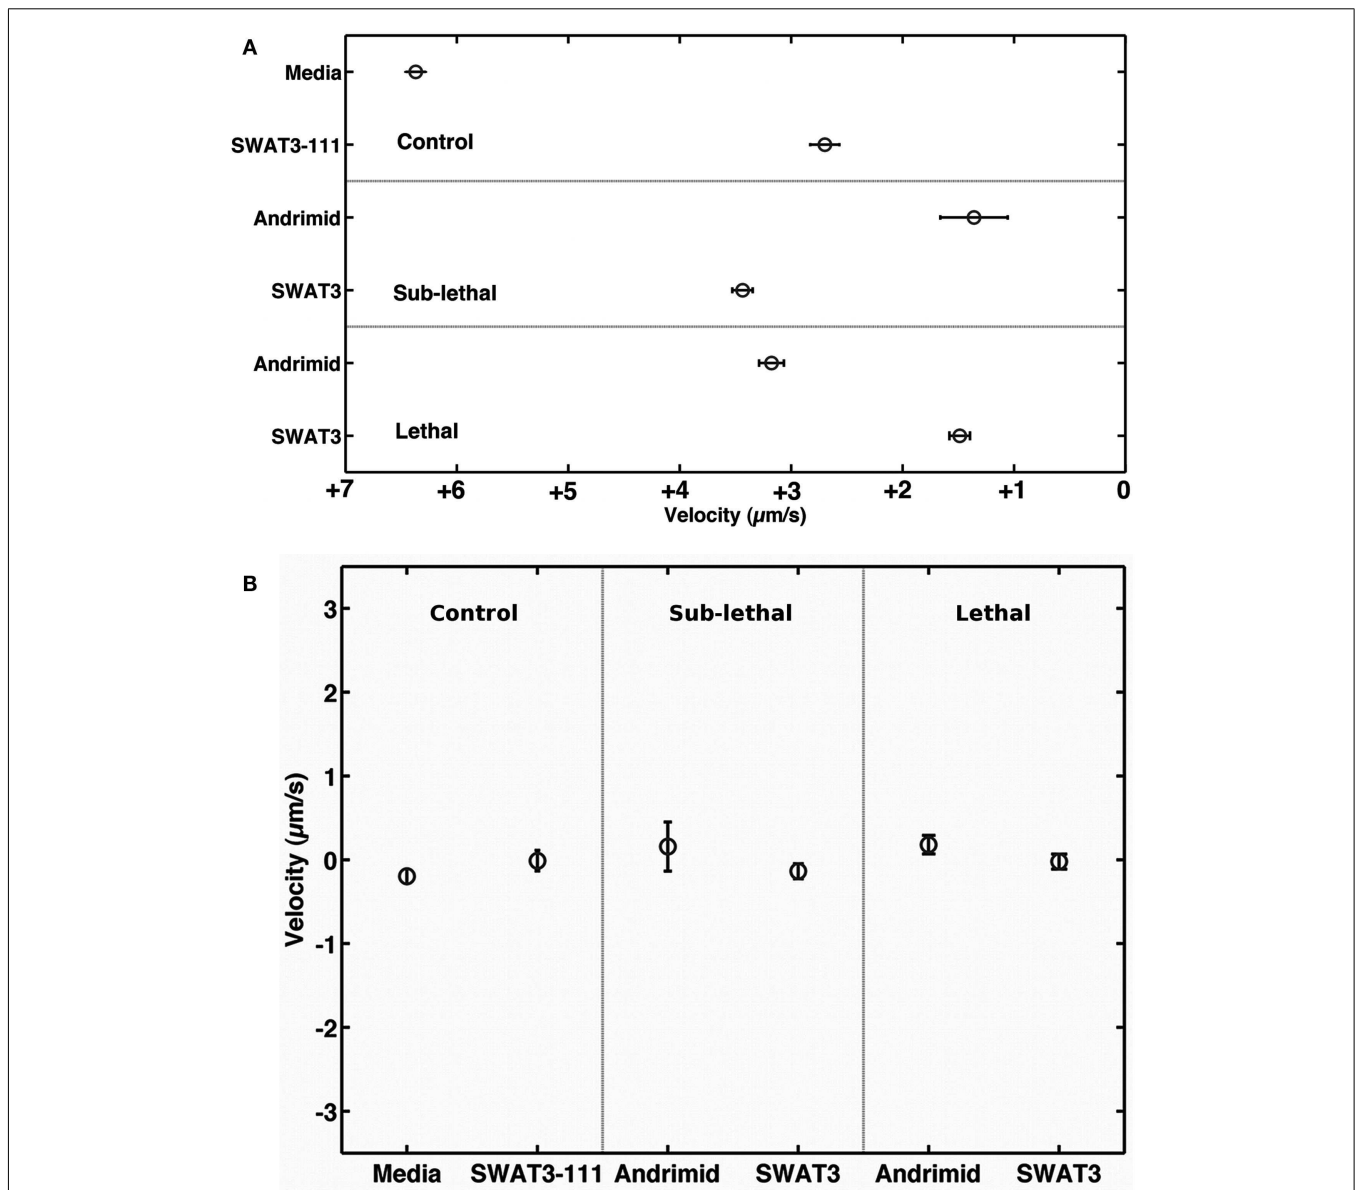 A
Media
SWAT3-111 Control
Andrimid
SWAT3 Sub-lethal
Andrimid
SWAT3 Lethal
+7 +6 +5 +4 +3 +2 +1 0
Velocity (µm/s)
B
Control Sub-lethal Lethal
3
2
1
0
-1
-2
-3
Velocity (µm/s)
Media SWAT3-111 Andrimid SWAT3 Andrimid SWAT3